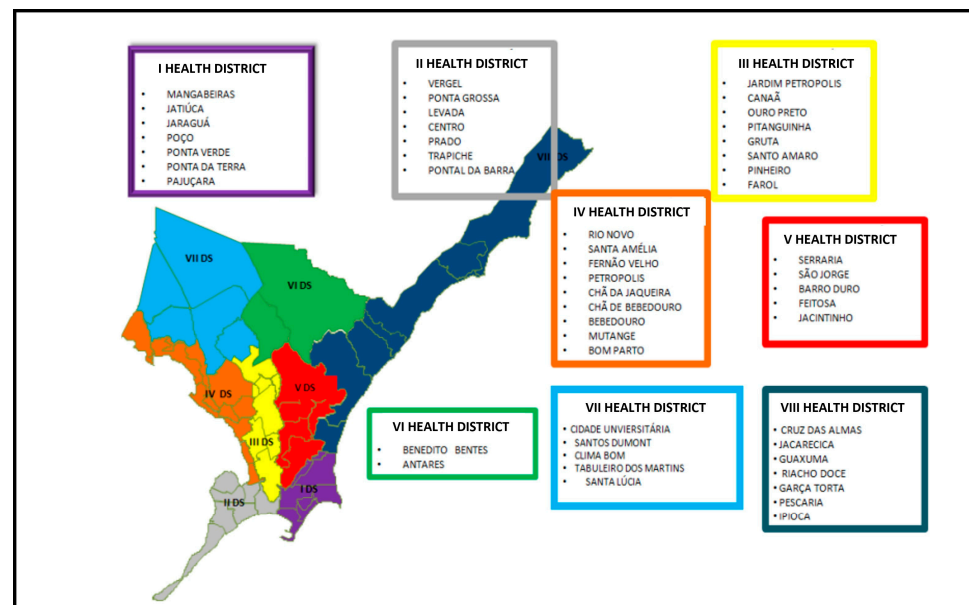 I HEALTH DISTRICT
• MANGABEIRAS
• JATIÚCA
• JARAGUÁ
• POÇO
• PONTA VERDE
• PONTA DA TERRA
• PAJUÇARA
II HEALTH DISTRICT
• VERGEL
• PONTA GROSSA
• LEVADA
• CENTRO
• PRADO
• TRAPICHE
• PONTAL DA BARRA
III HEALTH DISTRICT
• JARDIM PETROPOLIS
• CANAÃ
• OURO PRETO
• PITANGUINHA
• GRUTA
• SANTO AMARO
• PINHEIRO
• FAROL
IV HEALTH DISTRICT
• RIO NOVO
• SANTA AMÉLIA
• FERNÃO VELHO
• PETROPOLIS
• CHÃ DA JAQUEIRA
• CHÃ DE BEBEDOURO
• BEBEDOURO
• MUTANGE
• BOM PARTO
V HEALTH DISTRICT
• SERRARIA
• SÃO JORGE
• BARRO DURO
• FEITOSA
• JACINTINHO
VI HEALTH DISTRICT
• BENEDITO BENTES
• ANTARES
VII HEALTH DISTRICT
• CIDADE UNVIERSITÁRIA
• SANTOS DUMONT
• CLIMA BOM
• TABULEIRO DOS MARTINS
• SANTA LÚCIA
VIII HEALTH DISTRICT
• CRUZ DAS ALMAS
• JACARECICA
• GUAXUMA
• RIACHO DOCE
• GARÇA TORTA
• PESCARIA
• IPIOCA
VII DS
VI DS
IV DS
V DS
III DS
I DS
II DS